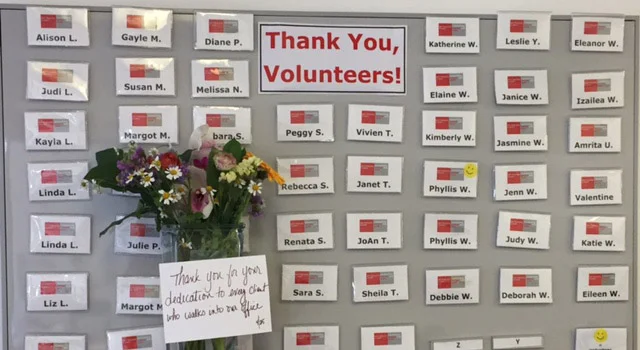 Thank You,
Volunteers!
Alison L.
Gayle M.
Diane P.
Katherine W.
Leslie Y.
Eleanor W.
Judi L.
Susan M.
Melissa N.
Elaine W.
Janice W.
Izailea W.
Kayla L.
Margot M.
bara S.
Peggy S.
Vivien T.
Kimberly W.
Jasmine W.
Amrita U.
Linda L.
Rebecca S.
Janet T.
Phyllis W.
Jenn W.
Valentine
Linda L.
Julie P.
Renata S.
JoAn T.
Phyllis W.
Judy W.
Katie W.
Liz L.
Margot M
Sara S.
Sheila T.
Debbie W.
Deborah W.
Eileen W.
Z
Y
Thank you for your
dedication to every client
who walks into our office